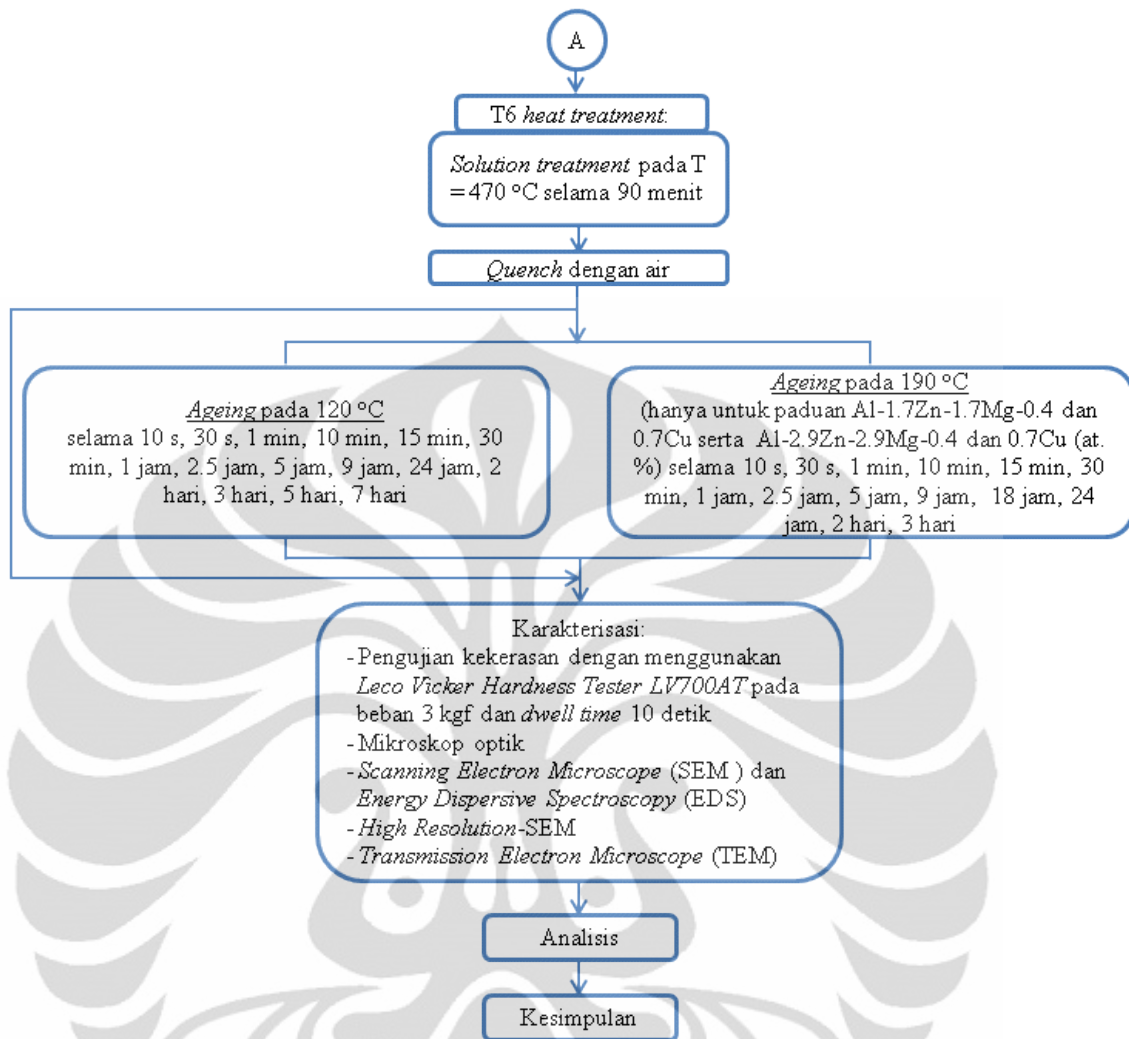 A
T6 heat treatment:
Solution treatment pada T
= 470 °C selama 90 menit
Quench dengan air
Ageing pada 120 °C
selama 10 s, 30 s, 1 min, 10 min, 15 min, 30
min, 1 jam, 2.5 jam, 5 jam, 9 jam, 24 jam, 2
hari, 3 hari, 5 hari, 7 hari
Ageing pada 190 °C
(hanya untuk paduan Al-1.7Zn-1.7Mg-0.4 dan
0.7Cu serta Al-2.9Zn-2.9Mg-0.4 dan 0.7Cu (at.
%) selama 10 s, 30 s, 1 min, 10 min, 15 min, 30
min, 1 jam, 2.5 jam, 5 jam, 9 jam, 18 jam, 24
jam, 2 hari, 3 hari
Karakterisasi:
- Pengujian kekerasan dengan menggunakan
Leco Vicker Hardness Tester LV700AT pada
beban 3 kgf dan dwell time 10 detik
- Mikroskop optik
- Scanning Electron Microscope (SEM ) dan
Energy Dispersive Spectroscopy (EDS)
- High Resolution-SEM
- Transmission Electron Microscope (TEM)
Analisis
Kesimpulan